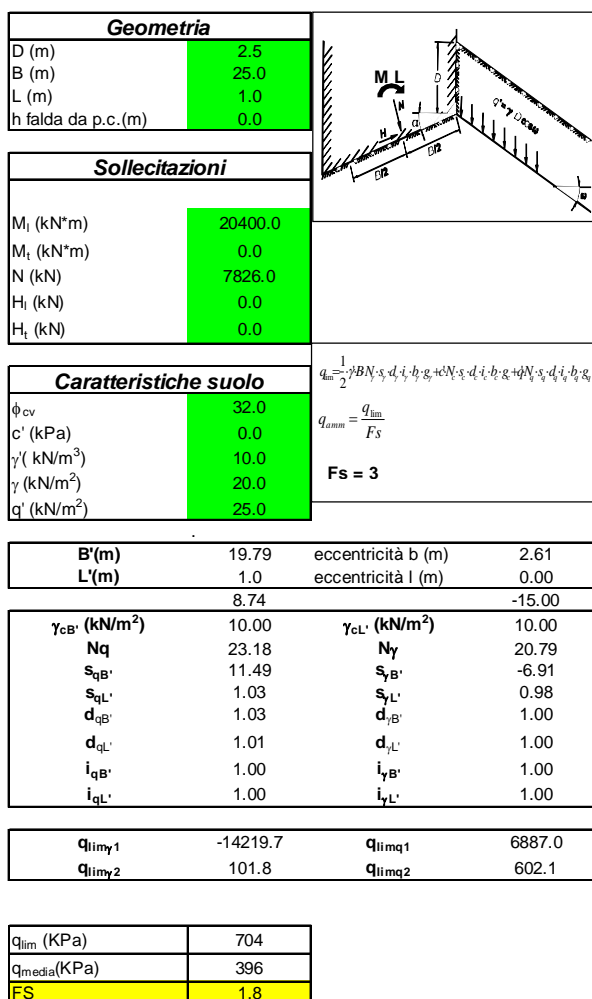 Geometria
D (m) 2.5
B (m) 25.0
L (m) 1.0
h falda da p.c.(m) 0.0
M L
D
N
H
α
B/2
B/2
q'=γ'D cosω
ω
Sollecitazioni
Ml (kN*m) 20400.0
Mt (kN*m) 0.0
N (kN) 7826.0
Hl (kN) 0.0
Ht (kN) 0.0
Caratteristiche suolo
ϕcv 32.0
c' (kPa) 0.0
γ'( kN/m3) 10.0
γ (kN/m2) 20.0
q' (kN/m2) 25.0
qlim=1/2·γ'·B·Nγ·sγ·dγ·iγ·bγ·gγ+c'·Nc·sc·dc·ic·bc·gc+q'·Nq·sq·dq·iq·bq·gq
qamm = qlim/Fs
Fs = 3
B'(m) 19.79 eccentricità b (m) 2.61
L'(m) 1.0 eccentricità l (m) 0.00
8.74 -15.00
γcB' (kN/m2) 10.00 γcL' (kN/m2) 10.00
Nq 23.18 Nγ 20.79
sqB' 11.49 sγB' -6.91
sqL' 1.03 sγL' 0.98
dqB' 1.03 dγB' 1.00
dqL' 1.01 dγL' 1.00
iqB' 1.00 iγB' 1.00
iqL' 1.00 iγL' 1.00
qlimγ1 -14219.7 qlimq1 6887.0
qlimγ2 101.8 qlimq2 602.1
qlim (KPa) 704
qmedia(KPa) 396
FS 1.8